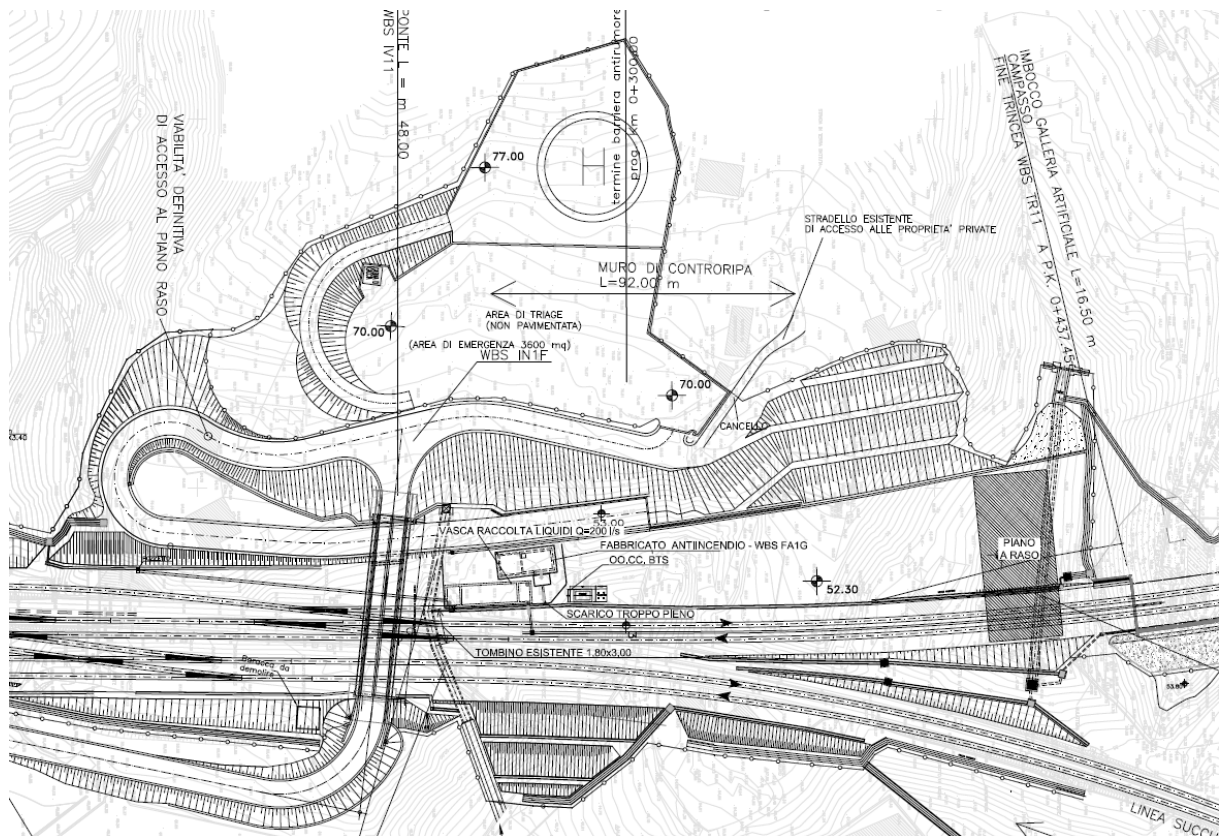 PONTE L = m 48.00
WBS IV11
termine barriera antirumore
prog km 0+300.00
IMBOCCO GALLERIA ARTIFICIALE L=16.50 m
CAMPASSO
FINE TRINCEA WBS TR11 A P.K. 0+437.45
VIABILITA' DEFINITIVA
DI ACCESSO AL PIANO RASO
77.00
H
STRADELLO ESISTENTE
DI ACCESSO ALLE PROPRIETA' PRIVATE
MURO DI CONTRORIPA
L=92.00 m
AREA DI TRIAGE
(NON PAVIMENTATA)
70.00
(AREA DI EMERGENZA 3600 mq)
WBS IN1F
70.00
CANCELLO
53.00
VASCA RACCOLTA LIQUIDI Q=200 l/s
FABBRICATO ANTIINCENDIO - WBS FA1G
OO.CC, BTS
PIANO
A RASO
52.30
SCARICO TROPPO PIENO
TOMBINO ESISTENTE 1.80x3,00
Baracca da
demolire
LINEA SUCC